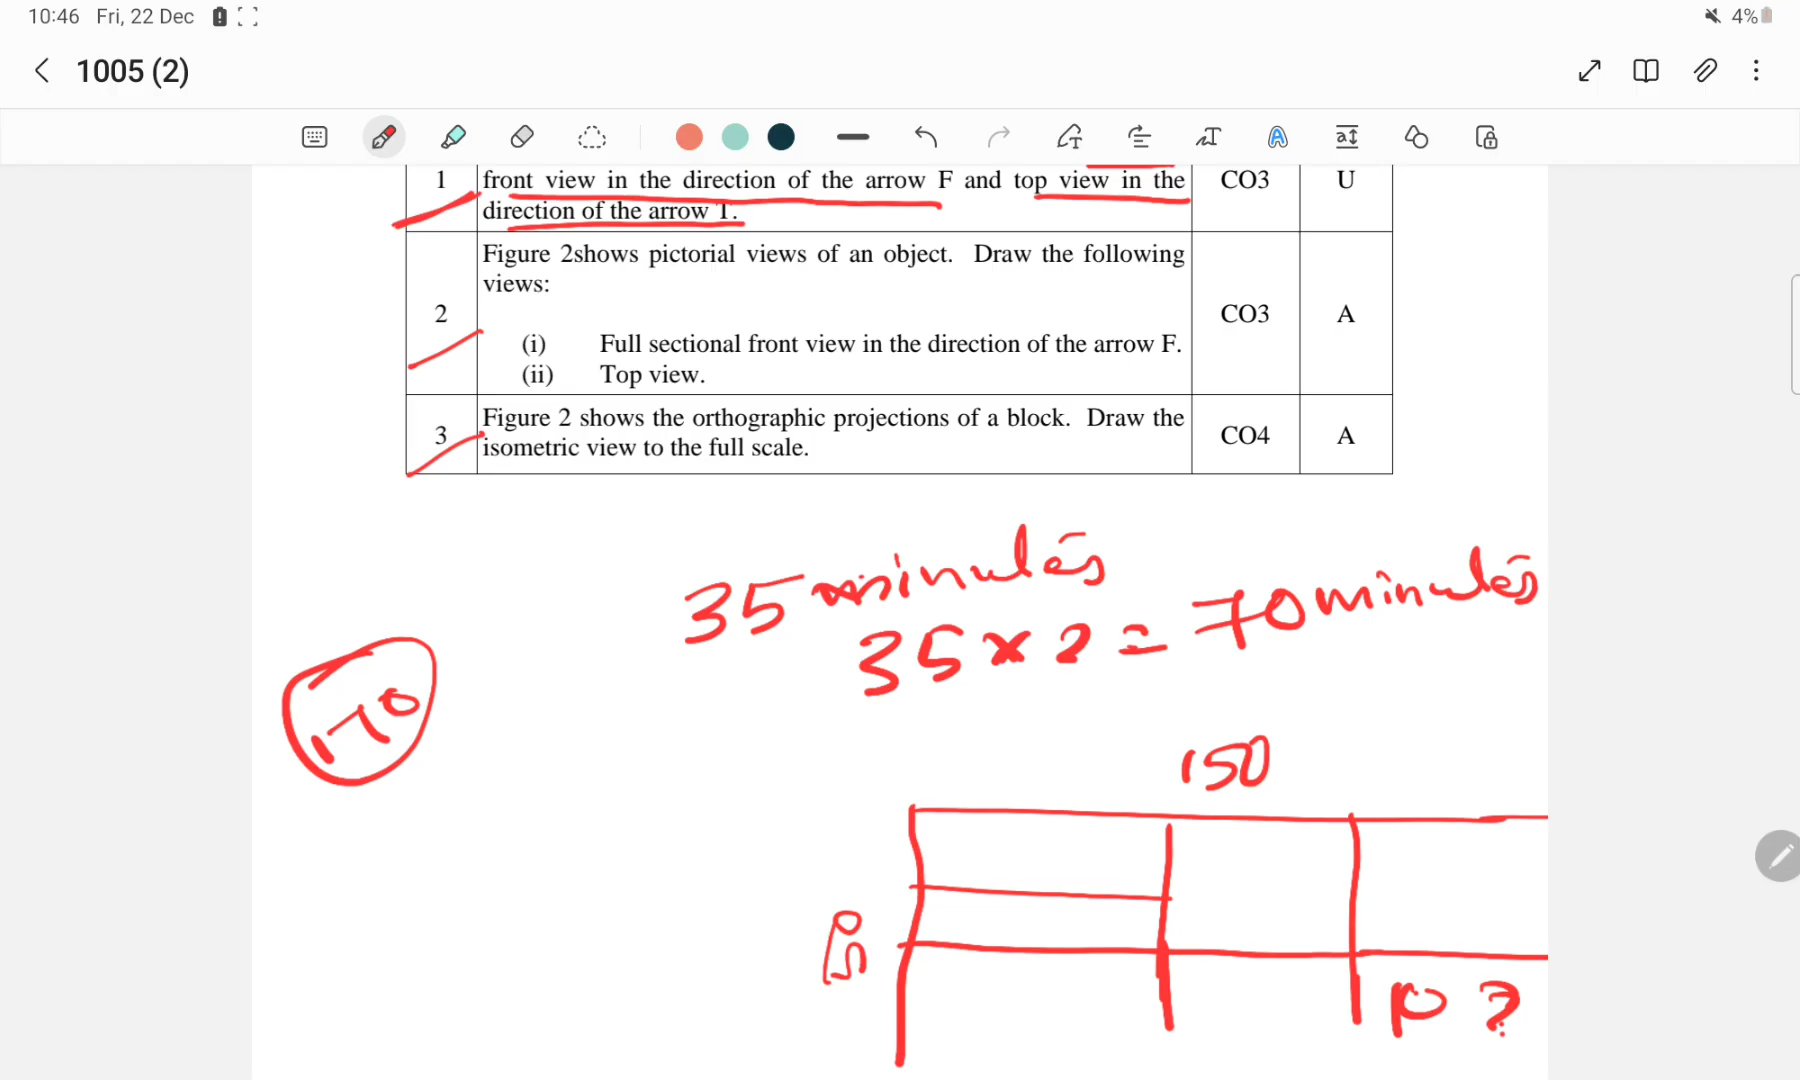 10:46 Fri, 22 Dec 4%
1005 (2)
1 front view in the direction of the arrow F and top view in the direction of the arrow T. CO3 U
Figure 2shows pictorial views of an object. Draw the following
views:
2 CO3 A
(i) Full sectional front view in the direction of the arrow F.
(ii) Top view.
Figure 2 shows the orthographic projections of a block. Draw the
3 CO4 A
isometric view to the full scale.
35 minutes
35 × 2 = 70 minutes
150
10 ?